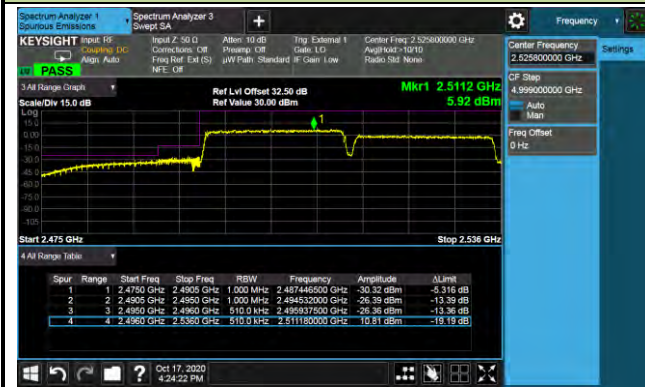 Spectrum Analyzer 1
Spurious Emissions
Spectrum Analyzer 3
Swept SA
Frequency
KEYSIGHT
Input: RF
Coupling: DC
Align: Auto
Input Z: 50 Ω
Corrections: Off
Freq Ref: Ext (S)
NFE: Off
Atten: 10 dB
Preamp: Off
µW Path: Standard
Trig: External 1
Gate: LO
IF Gain: Low
Center Freq: 2.525800000 GHz
Avg|Hold:>10/10
Radio Std: None
PASS
Center Frequency
2.525800000 GHz
Settings
CF Step
4.999000000 GHz
Auto
Man
Freq Offset
0 Hz
3 All Range Graph
Scale/Div 15.0 dB
Ref Lvl Offset 32.50 dB
Ref Value 30.00 dBm
Mkr1 2.5112 GHz
5.92 dBm
Log
15.0
0.00
-15.0
-30.0
-45.0
-60.0
-75.0
-90.0
-105
1
Start 2.475 GHz
Stop 2.536 GHz
4 All Range Table
Spur Range Start Freq Stop Freq RBW Frequency Amplitude ΔLimit
1 1 2.4750 GHz 2.4905 GHz 1.000 MHz 2.487446500 GHz -30.32 dBm -5.316 dB
2 2 2.4905 GHz 2.4950 GHz 1.000 MHz 2.494532000 GHz -26.39 dBm -13.39 dB
3 3 2.4950 GHz 2.4960 GHz 510.0 kHz 2.495937500 GHz -26.36 dBm -13.36 dB
4 4 2.4960 GHz 2.5360 GHz 510.0 kHz 2.511180000 GHz 10.81 dBm -19.19 dB
?
Oct 17, 2020
4:24:22 PM